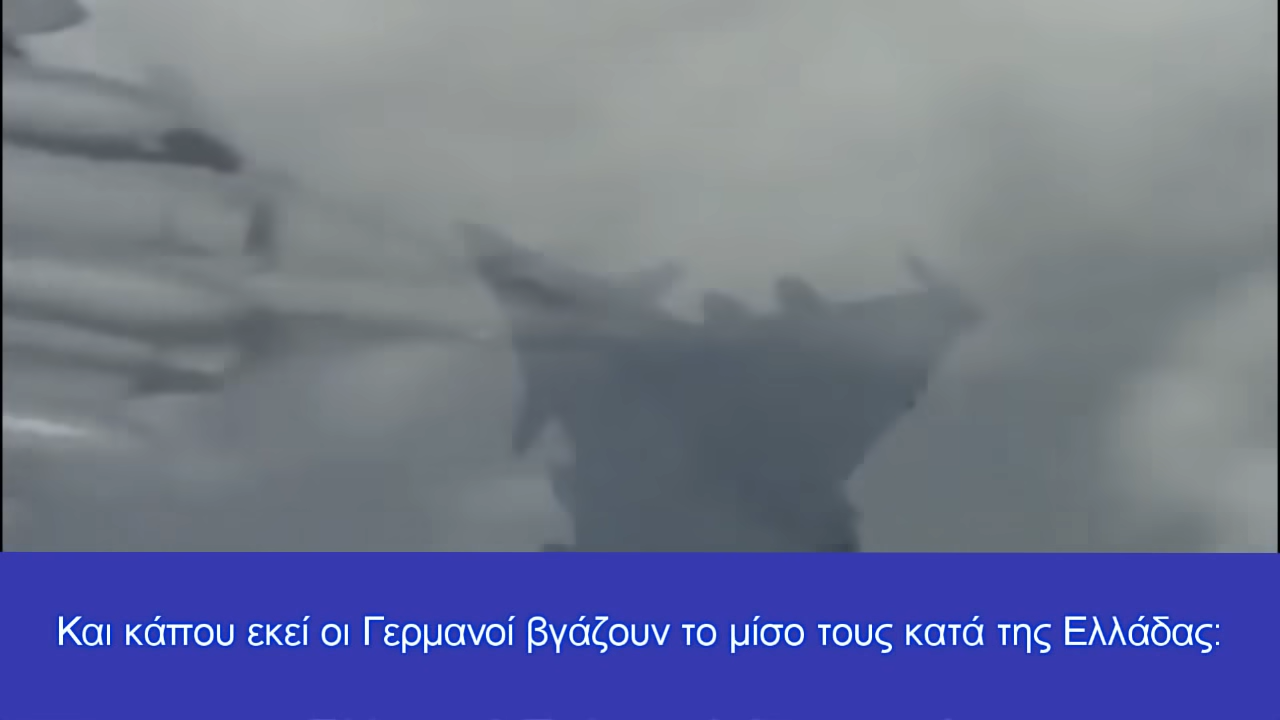 Και κάπου εκεί οι Γερμανοί βγάζουν το μίσο τους κατά της Ελλάδας: